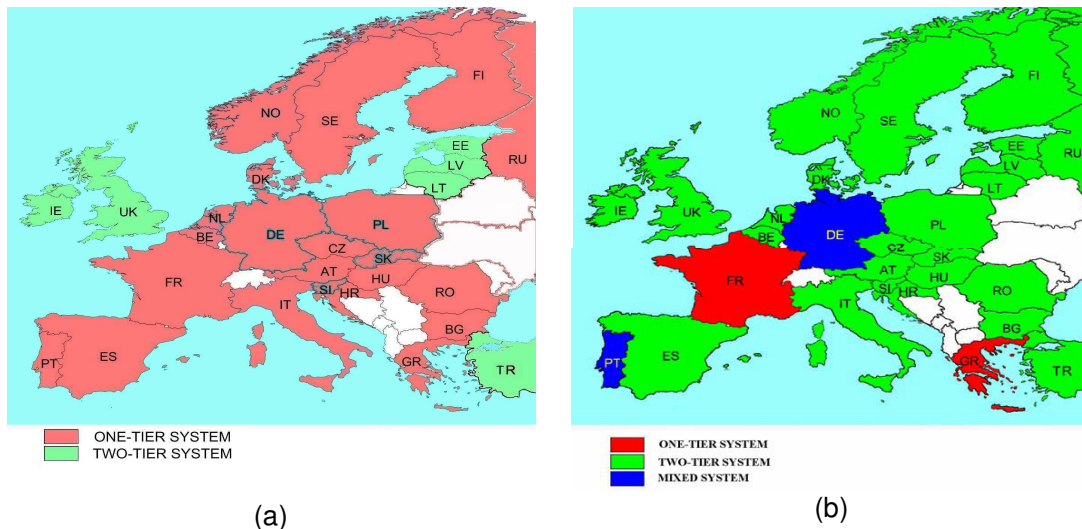 FI
NO
SE
EE
RU
LV
DK
LT
IE
UK
NL
PL
DE
BE
CZ
SK
AT
FR
HU
SI
HR
RO
IT
BG
PT
ES
GR
TR
ONE-TIER SYSTEM
TWO-TIER SYSTEM
(a)
FI
NO
SE
EE
RU
LV
DK
LT
IE
UK
NL
PL
DE
BE
CZ
SK
AT
FR
HU
SI
HR
RO
IT
BG
PT
ES
GR
TR
ONE-TIER SYSTEM
TWO-TIER SYSTEM
MIXED SYSTEM
(b)